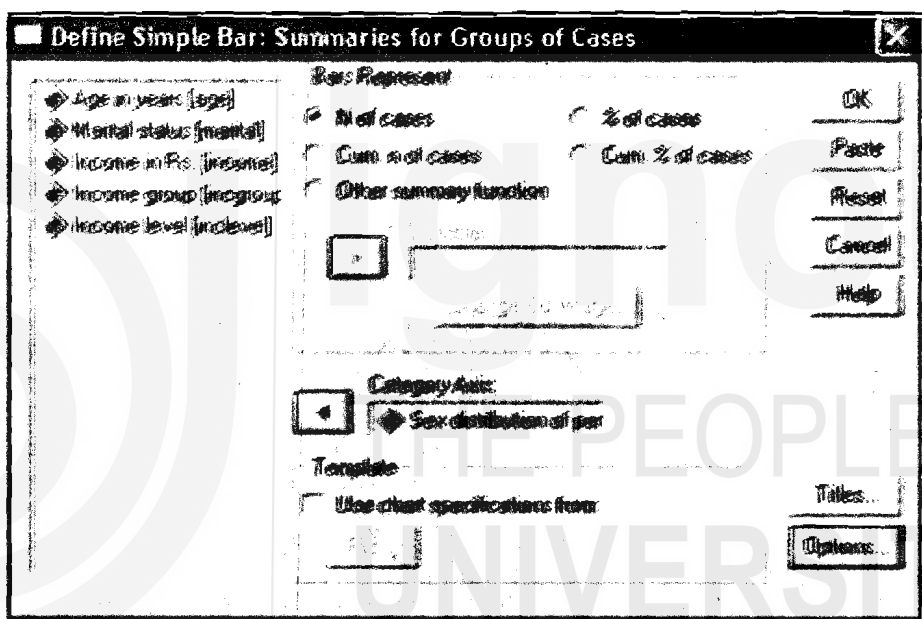 Define Simple Bar: Summaries for Groups of Cases
Age in years [age]
Marital status [marital]
Income in Rs. [income]
Income group [incgroup
Income level [inclevel]
Bars Represent
N of cases
% of cases
Cum. n of cases
Cum. % of cases
Other summary function
Category Axis:
Sex distribution of per
Template
Use chart specifications from
OK
Paste
Reset
Cancel
Help
Titles...
Options...
igno
THE PEOPLE
UNIVERSI